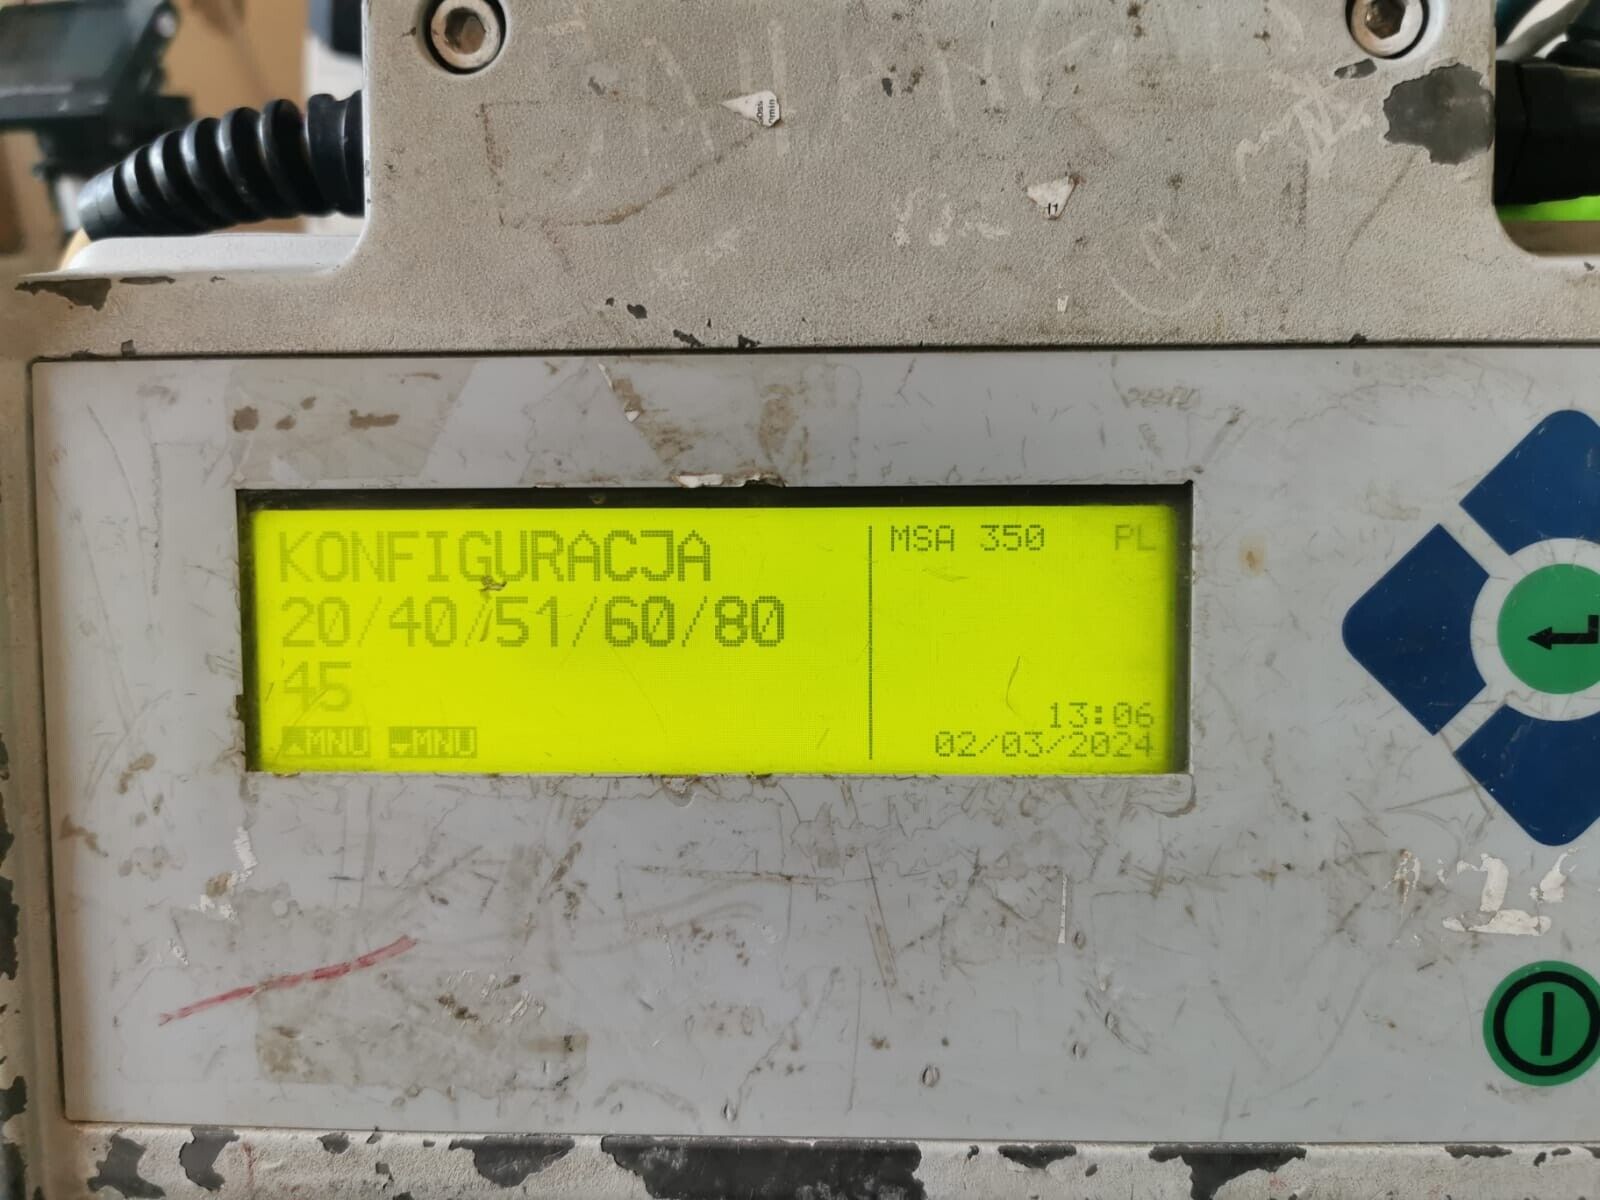 KONFIGURACJA
20/40/51/60/80
45
▲MNU ▼MNU
MSA 350 PL
13:06
02/03/2024